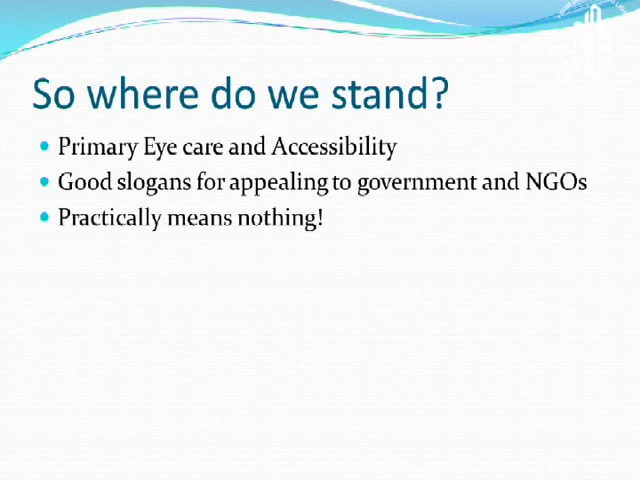 So where do we stand?
Primary Eye care and Accessibility
Good slogans for appealing to government and NGOs
Practically means nothing!